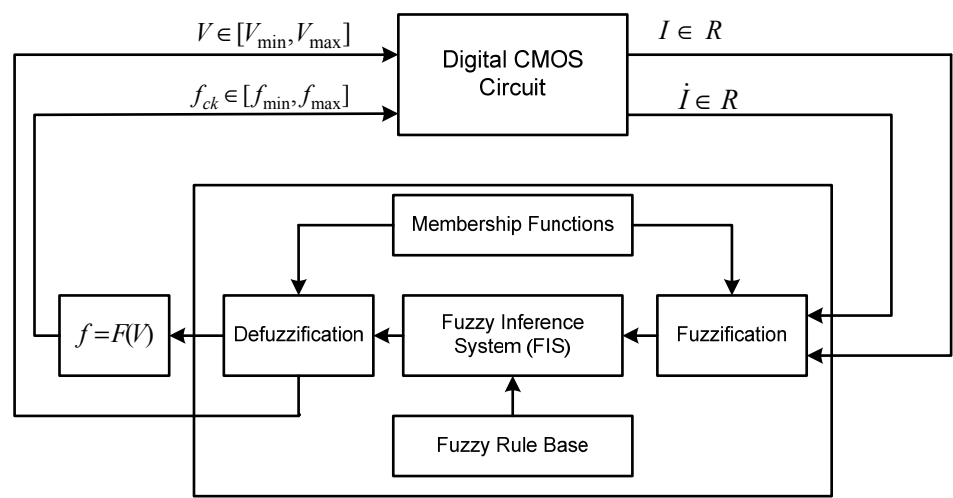 V ∈ [V_min, V_max]
I ∈ R
Digital CMOS
Circuit
f_ck ∈ [f_min, f_max]
İ ∈ R
Membership Functions
f = F(V)
Defuzzification
Fuzzy Inference
System (FIS)
Fuzzification
Fuzzy Rule Base